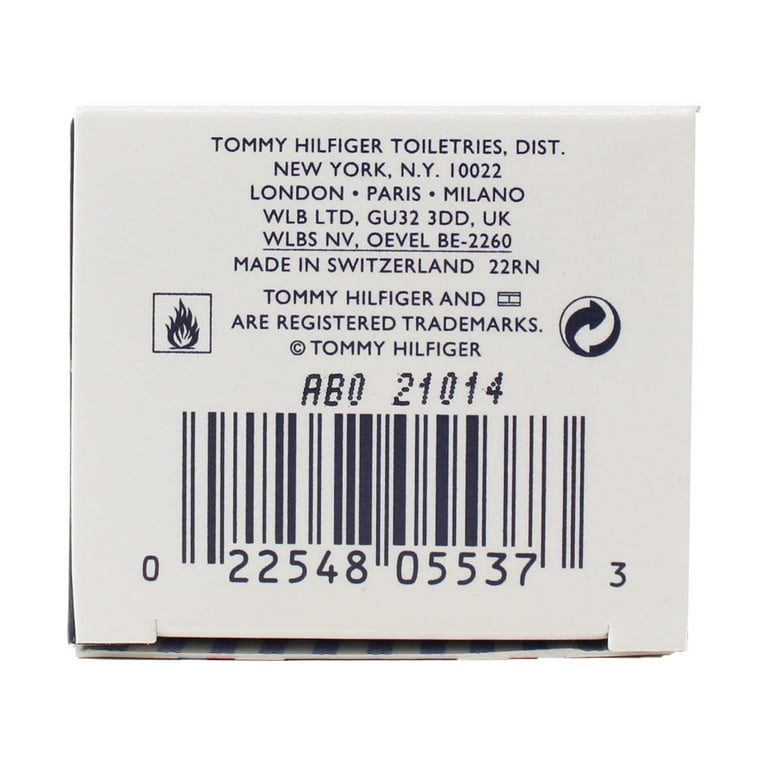 TOMMY HILFIGER TOILETRIES, DIST.
NEW YORK, N.Y. 10022
LONDON • PARIS • MILANO
WLB LTD, GU32 3DD, UK
WLBS NV, OEVEL BE-2260
MADE IN SWITZERLAND 22RN
TOMMY HILFIGER AND
ARE REGISTERED TRADEMARKS.
© TOMMY HILFIGER
AB0 21014
0 22548 05537 3